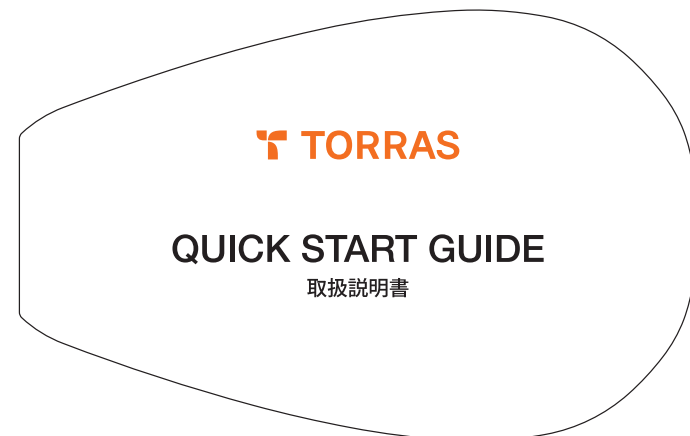 TORRAS
QUICK START GUIDE
取扱説明書